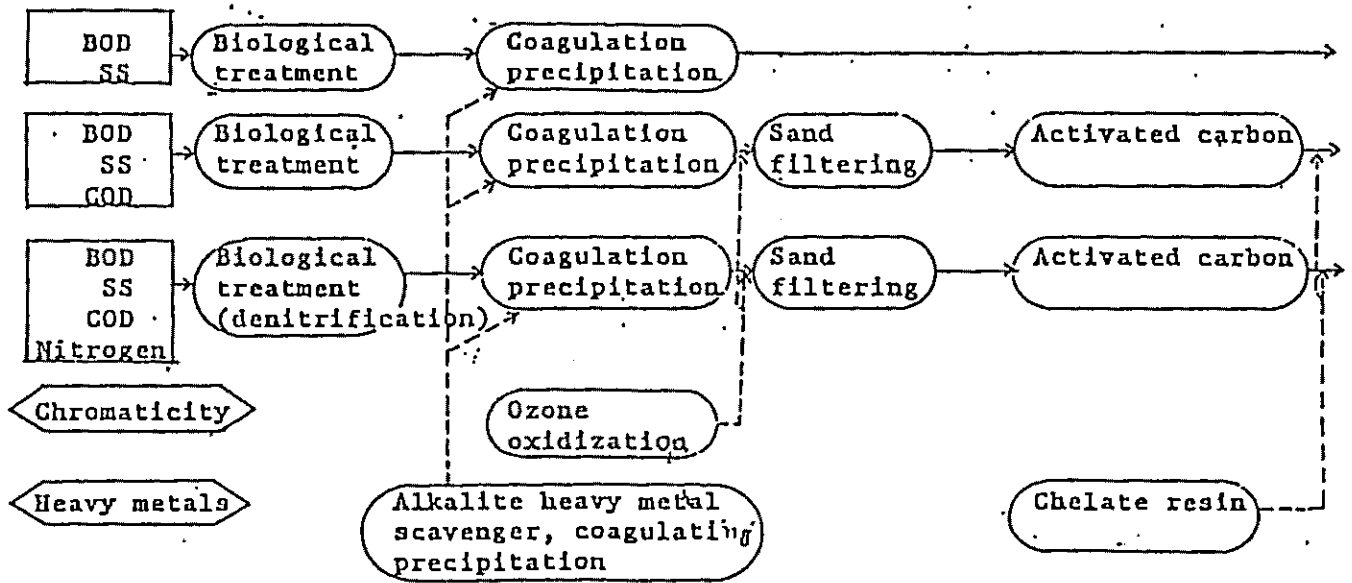 BOD
SS
Biological
treatment
Coagulation
precipitation
BOD
SS
COD
Biological
treatment
Coagulation
precipitation
Sand
filtering
Activated carbon
BOD
SS
COD
Nitrogen
Biological
treatment
(denitrification)
Coagulation
precipitation
Sand
filtering
Activated carbon
Chromaticity
Ozone
oxidization
Heavy metals
Alkalite heavy metal
scavenger, coagulating
precipitation
Chelate resin